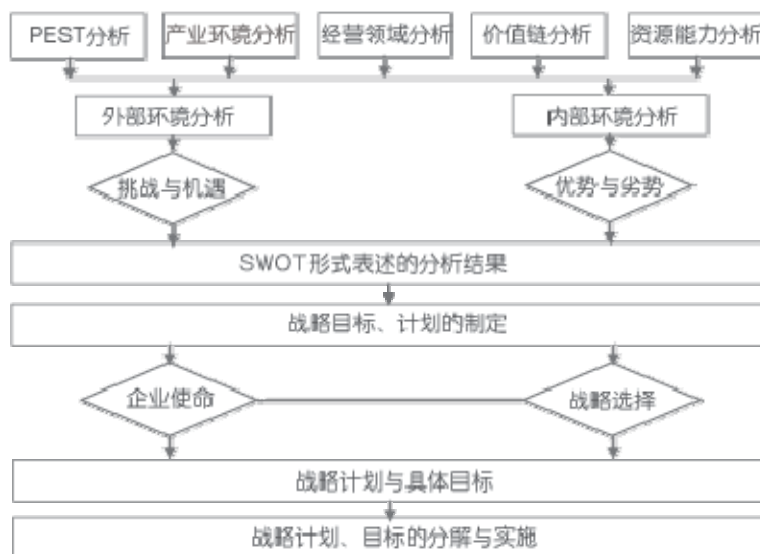 PEST分析
产业环境分析
经营领域分析
价值链分析
资源能力分析
外部环境分析
内部环境分析
挑战与机遇
优势与劣势
SWOT形式表述的分析结果
战略目标、计划的制定
企业使命
战略选择
战略计划与具体目标
战略计划、目标的分解与实施